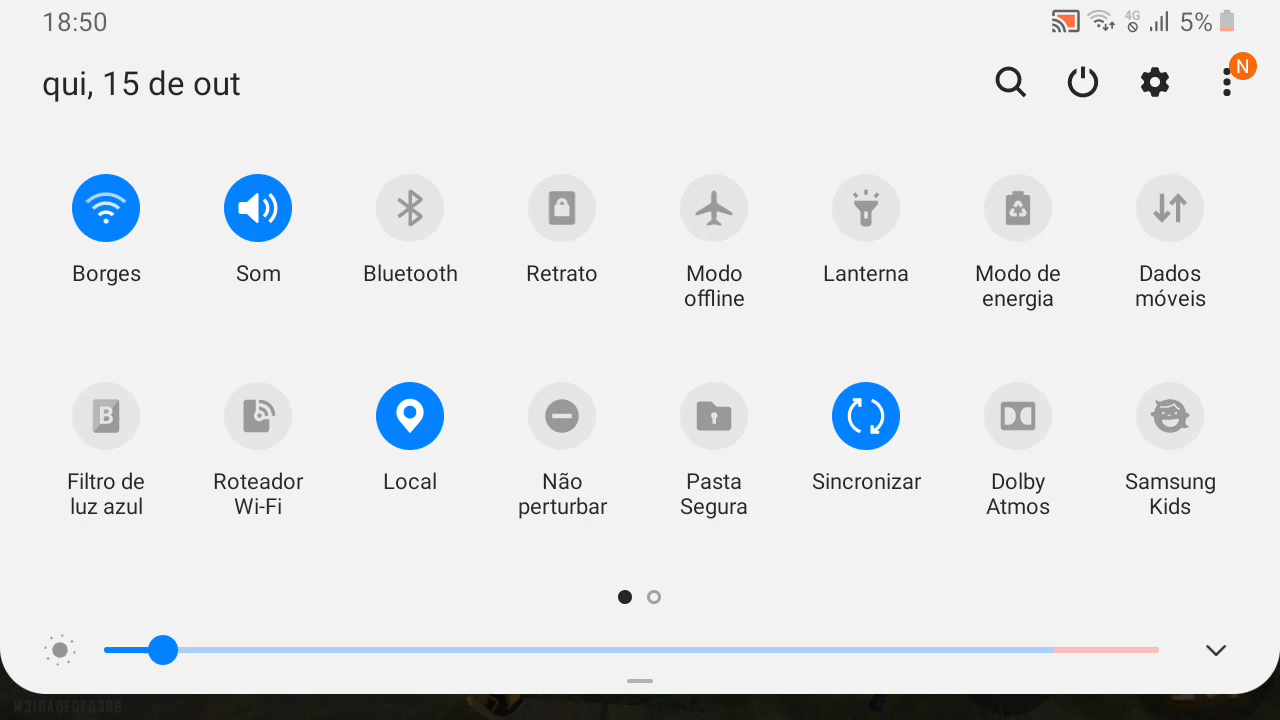 18:50
4G
5%
qui, 15 de out
N
Borges
Som
Bluetooth
Retrato
Modo
offline
Lanterna
Modo de
energia
Dados
móveis
B
Filtro de
luz azul
Roteador
Wi-Fi
Local
Não
perturbar
Pasta
Segura
Sincronizar
Dolby
Atmos
Samsung
Kids